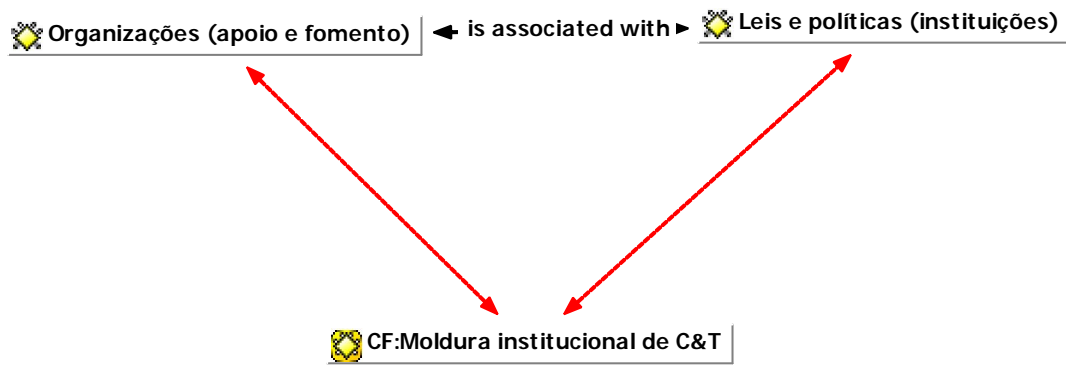 Organizações (apoio e fomento)
is associated with
Leis e políticas (instituições)
CF:Moldura institucional de C&T